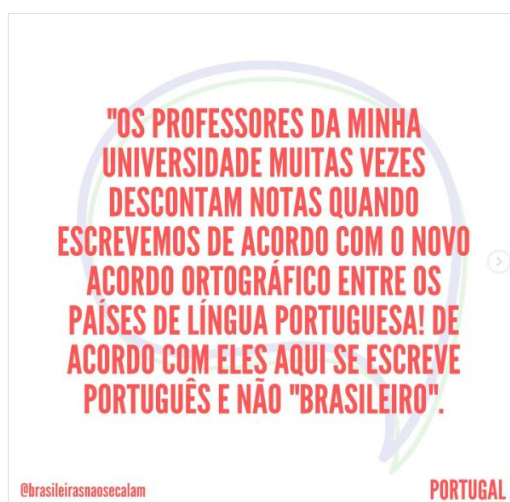 "OS PROFESSORES DA MINHA
UNIVERSIDADE MUITAS VEZES
DESCONTAM NOTAS QUANDO
ESCREVEMOS DE ACORDO COM O NOVO
ACORDO ORTOGRÁFICO ENTRE OS
PAÍSES DE LÍNGUA PORTUGUESA! DE
ACORDO COM ELES AQUI SE ESCREVE
PORTUGUÊS E NÃO "BRASILEIRO".
@brasileirasnaosecalam
PORTUGAL